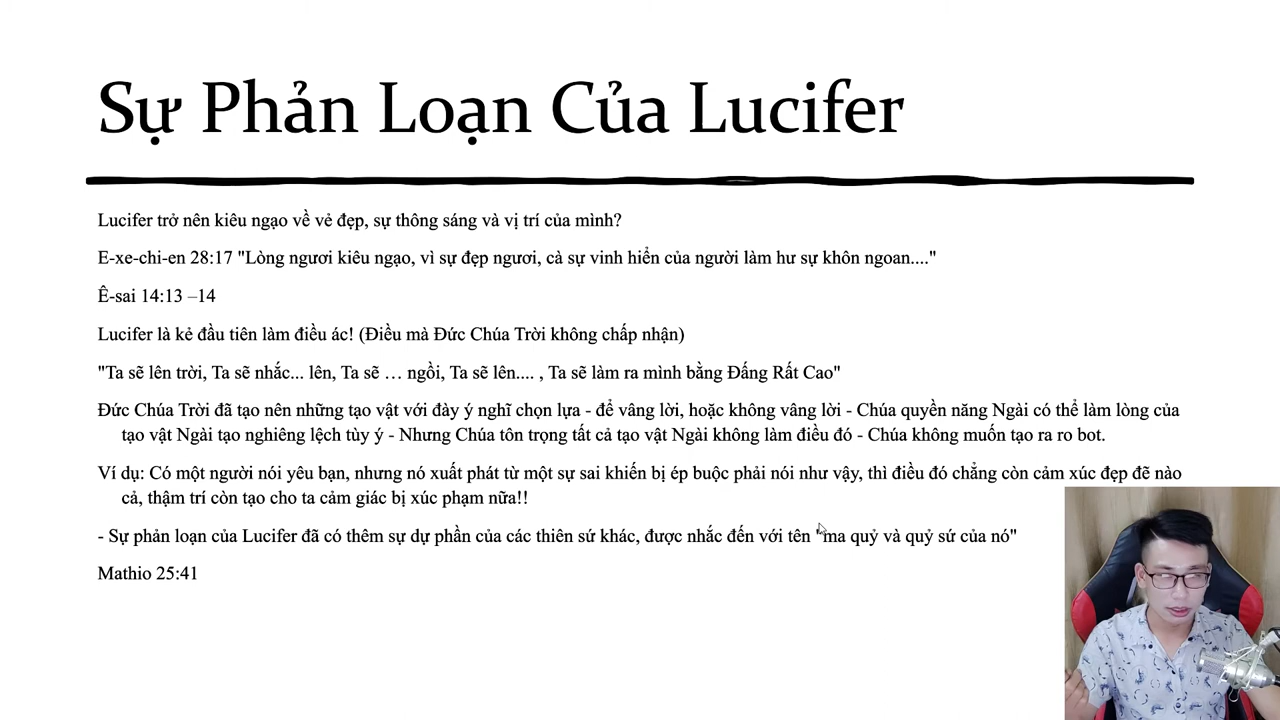 Sự Phản Loạn Của Lucifer
Lucifer trở nên kiêu ngạo về vẻ đẹp, sự thông sáng và vị trí của mình?
E-xe-chi-en 28:17 "Lòng ngươi kiêu ngạo, vì sự đẹp ngươi, cả sự vinh hiển của người làm hư sự khôn ngoan...."
Ê-sai 14:13 –14
Lucifer là kẻ đầu tiên làm điều ác! (Điều mà Đức Chúa Trời không chấp nhận)
"Ta sẽ lên trời, Ta sẽ nhắc... lên, Ta sẽ … ngồi, Ta sẽ lên.... , Ta sẽ làm ra mình bằng Đấng Rất Cao"
Đức Chúa Trời đã tạo nên những tạo vật với đày ý nghĩ chọn lựa - để vâng lời, hoặc không vâng lời - Chúa quyền năng Ngài có thể làm lòng của
tạo vật Ngài tạo nghiêng lệch tùy ý - Nhưng Chúa tôn trọng tất cả tạo vật Ngài không làm điều đó - Chúa không muốn tạo ra ro bot.
Ví dụ: Có một người nói yêu bạn, nhưng nó xuất phát từ một sự sai khiến bị ép buộc phải nói như vậy, thì điều đó chẳng còn cảm xúc đẹp đẽ nào
cả, thậm trí còn tạo cho ta cảm giác bị xúc phạm nữa!!
- Sự phản loạn của Lucifer đã có thêm sự dự phần của các thiên sứ khác, được nhắc đến với tên "ma quỷ và quỷ sứ của nó"
Mathio 25:41